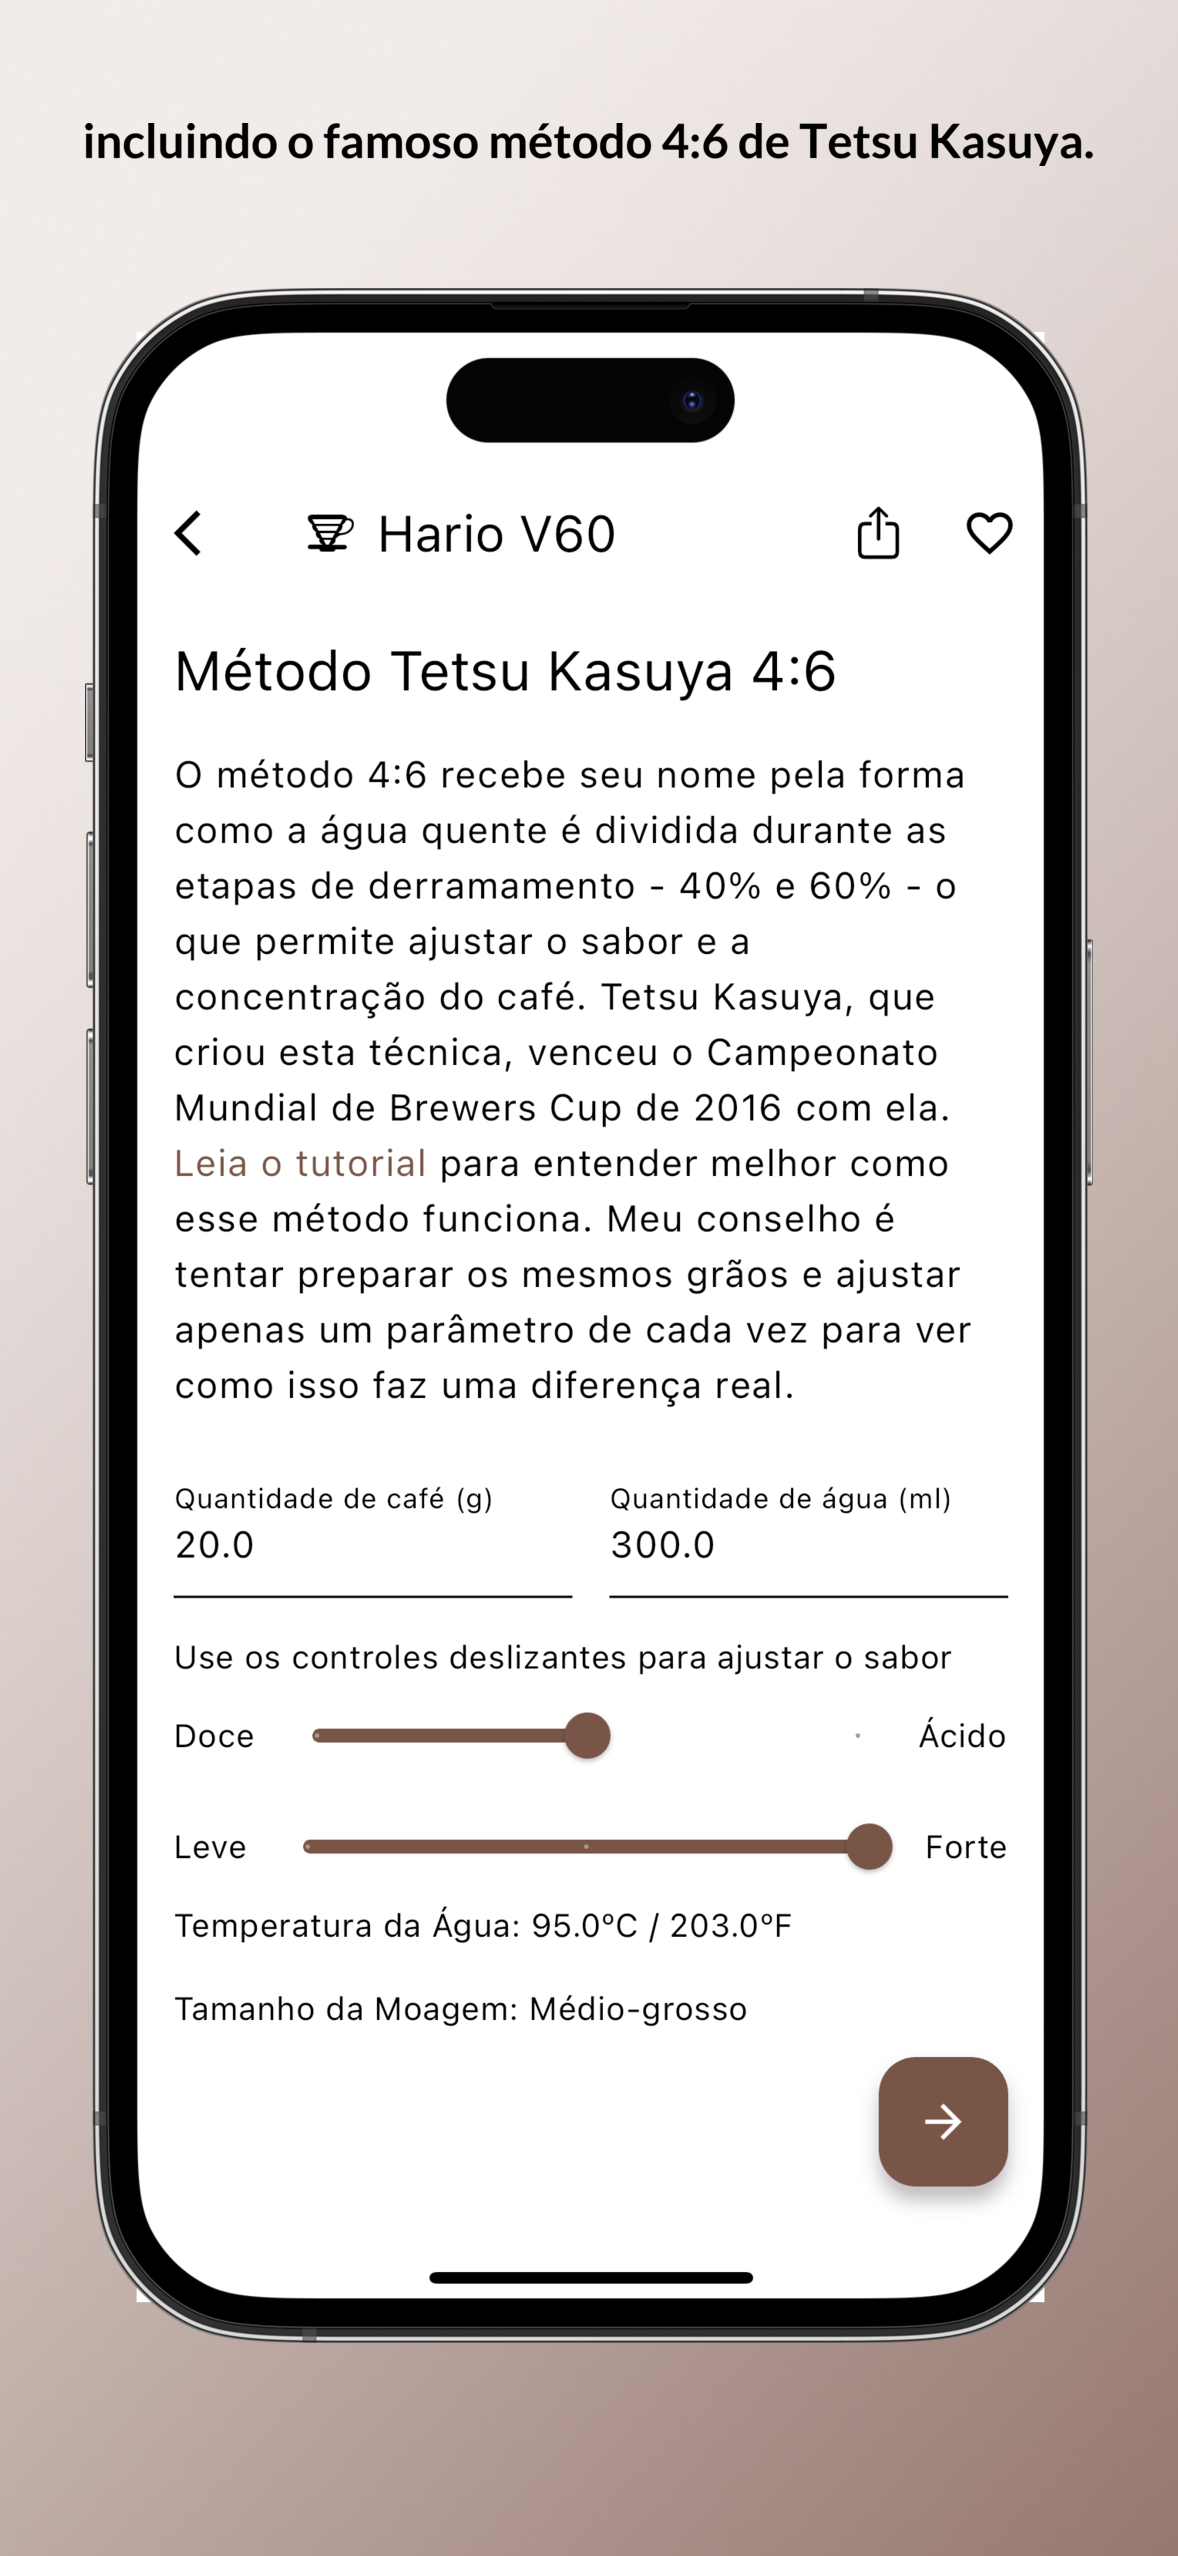 incluindo o famoso método 4:6 de Tetsu Kasuya.
Hario V60
Método Tetsu Kasuya 4:6
O método 4:6 recebe seu nome pela forma
como a água quente é dividida durante as
etapas de derramamento - 40% e 60% - o
que permite ajustar o sabor e a
concentração do café. Tetsu Kasuya, que
criou esta técnica, venceu o Campeonato
Mundial de Brewers Cup de 2016 com ela.
Leia o tutorial para entender melhor como
esse método funciona. Meu conselho é
tentar preparar os mesmos grãos e ajustar
apenas um parâmetro de cada vez para ver
como isso faz uma diferença real.
Quantidade de café (g) Quantidade de água (ml)
20.0 300.0
Use os controles deslizantes para ajustar o sabor
Doce Ácido
Leve Forte
Temperatura da Água: 95.0ºC / 203.0ºF
Tamanho da Moagem: Médio-grosso